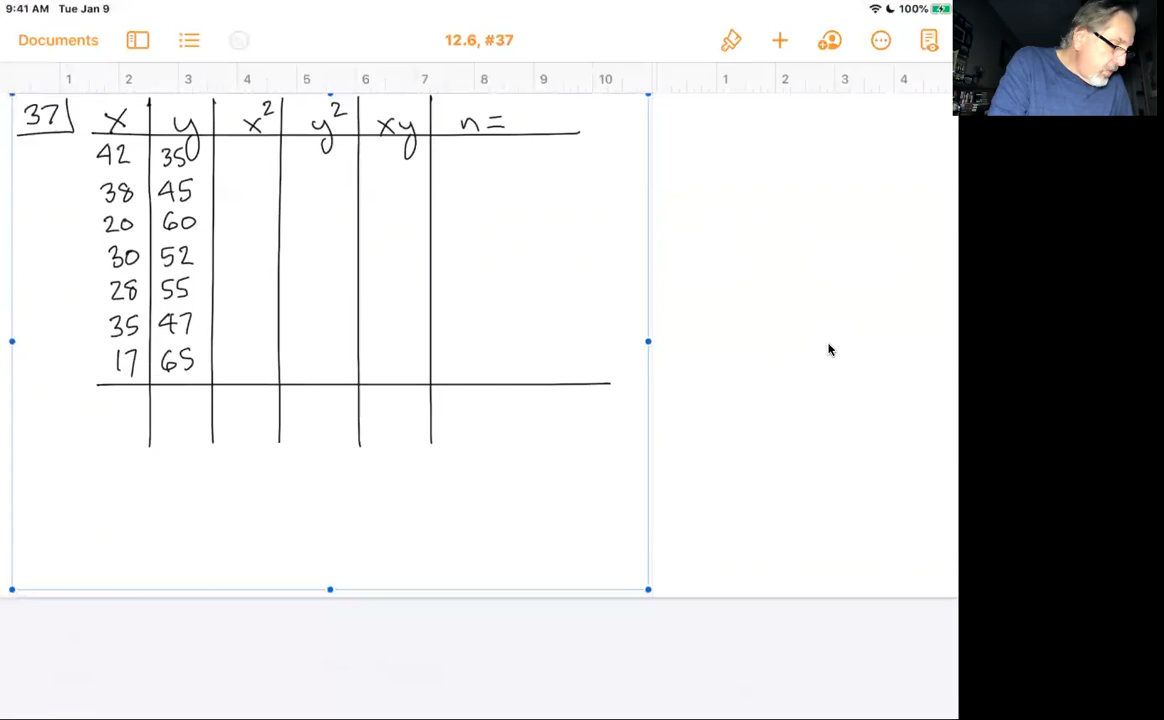 9:41 AM Tue Jan 9 100%
Documents 12.6, #37
1 2 3 4 5 6 7 8 9 10 1 2 3 4
37 x y x² y² xy n =
42 35
38 45
20 60
30 52
28 55
35 47
17 65